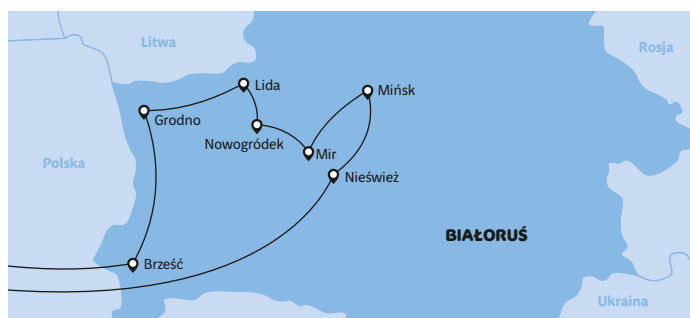 Litwa
Rosja
Lida
Mińsk
Grodno
Nowogródek
Mir
Polska
Nieśwież
BIAŁORUŚ
Brześć
Ukraina